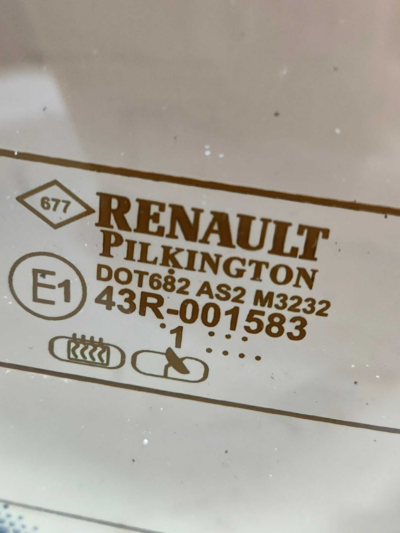 677
RENAULT
PILKINGTON
DOT682 AS2 M3232
E1
43R-001583
1